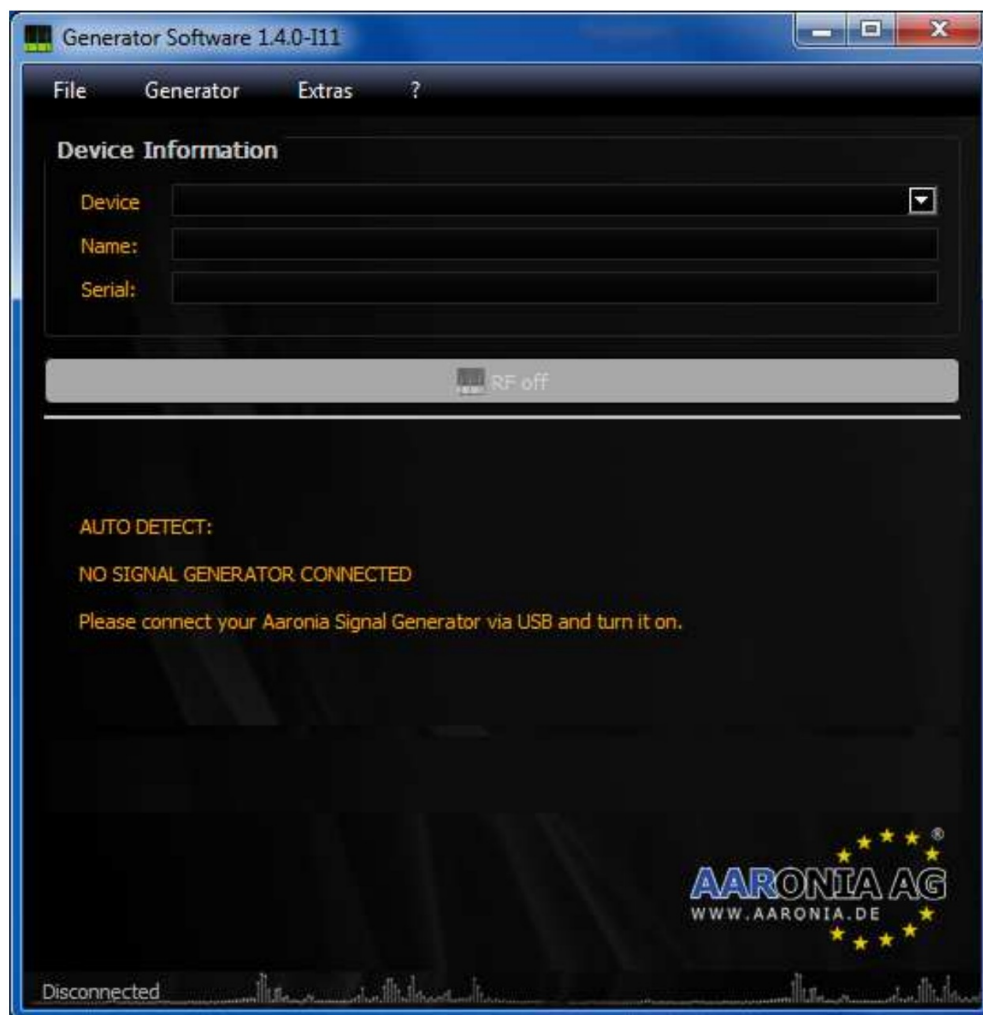 Generator Software 1.4.0-I11
File Generator Extras ?
Device Information
Device
Name:
Serial:
RF off
AUTO DETECT:
NO SIGNAL GENERATOR CONNECTED
Please connect your Aaronia Signal Generator via USB and turn it on.
®
AARONIA AG
WWW.AARONIA.DE
Disconnected